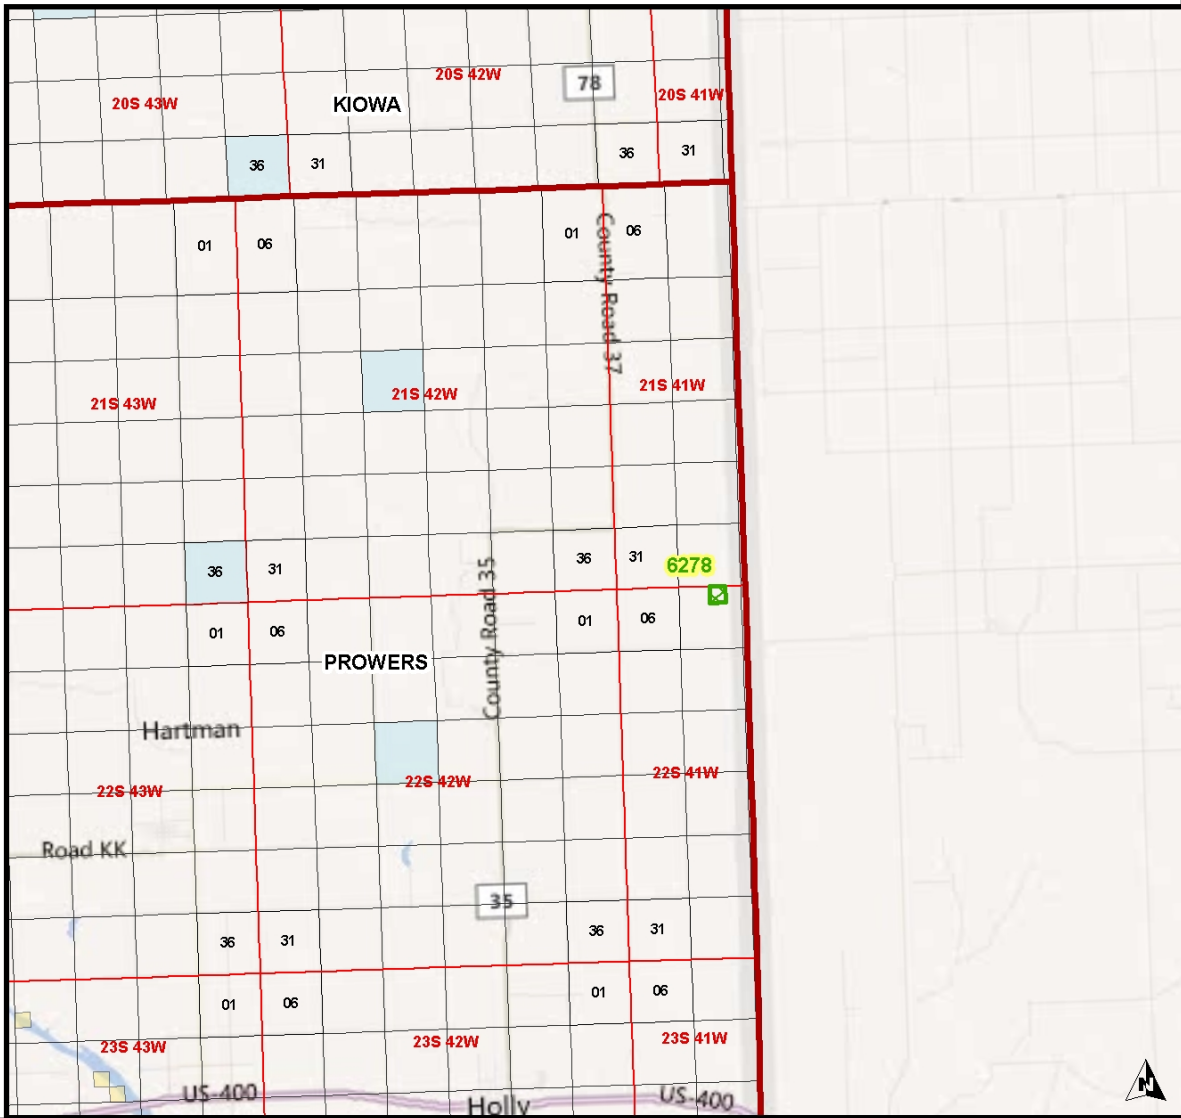 20S 42W
78
20S 43W
KIOWA
20S 41W
36
31
36
31
01
06
01
06
County Road 37
21S 43W
21S 42W
21S 41W
36
31
County Road 35
36
31
6278
01
06
01
06
PROWERS
Hartman
22S 43W
22S 42W
22S 41W
Road KK
35
36
31
36
31
01
06
01
06
23S 43W
23S 42W
23S 41W
US-400
Holly
US-400
N